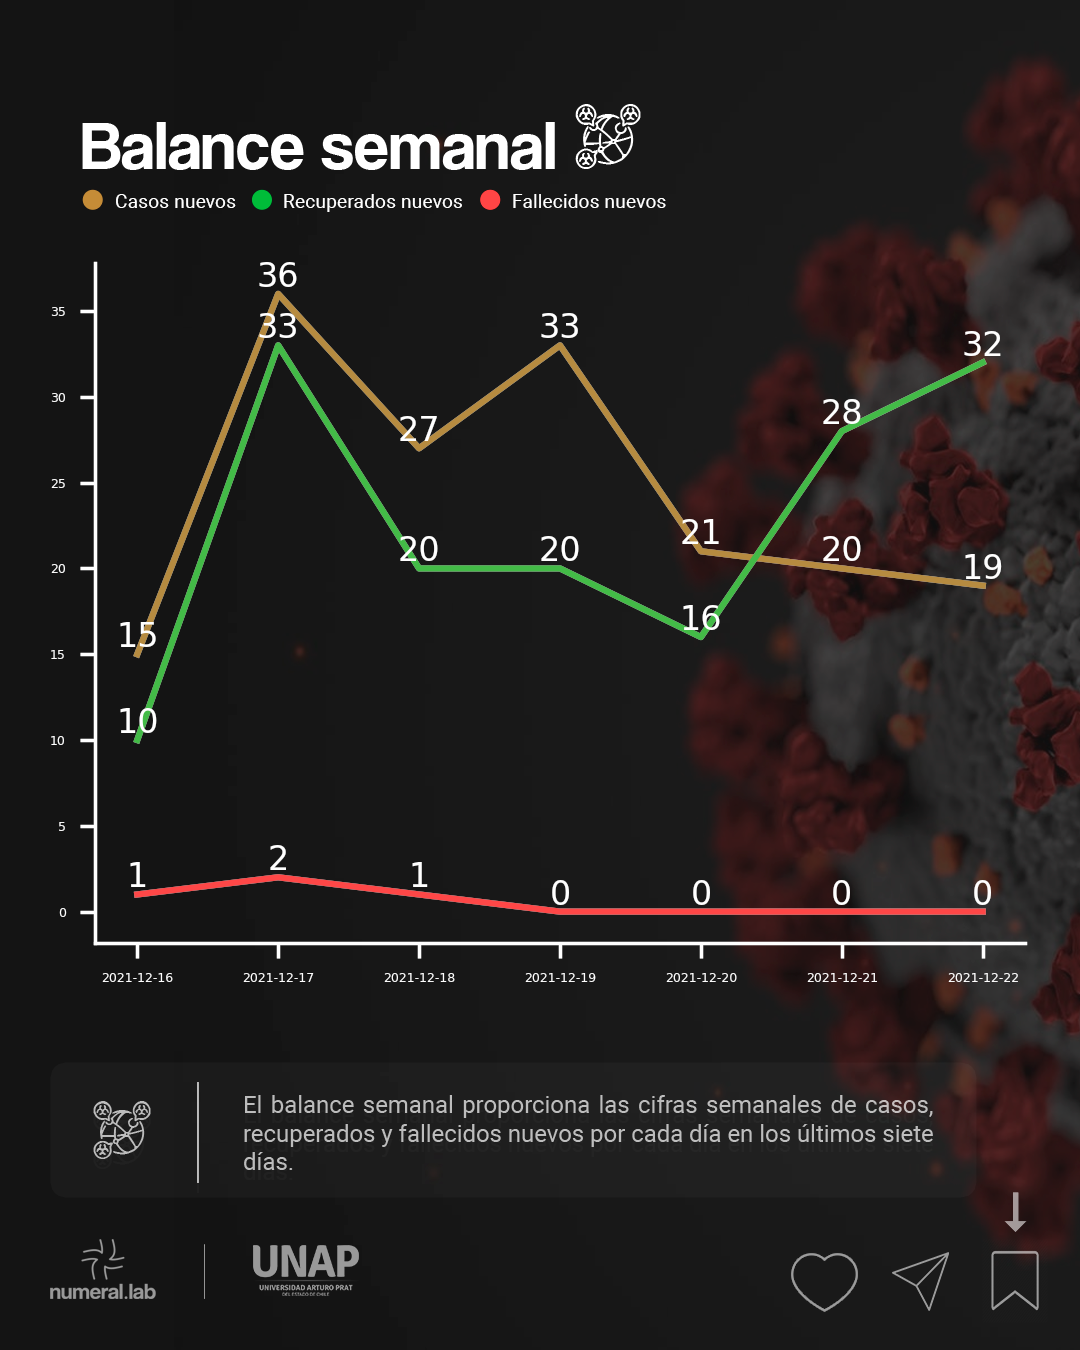 Balance semanal
Casos nuevos Recuperados nuevos Fallecidos nuevos
36
35
33
33
32
30
28
27
25
21
20
20
20
20
19
16
15
15
10
10
5
2
1
1
0
0
0
0
0
2021-12-16 2021-12-17 2021-12-18 2021-12-19 2021-12-20 2021-12-21 2021-12-22
El balance semanal proporciona las cifras semanales de casos,
recuperados y fallecidos nuevos por cada día en los últimos siete
días.
numeral.lab
UNAP
UNIVERSIDAD ARTURO PRAT
DEL ESTADO DE CHILE